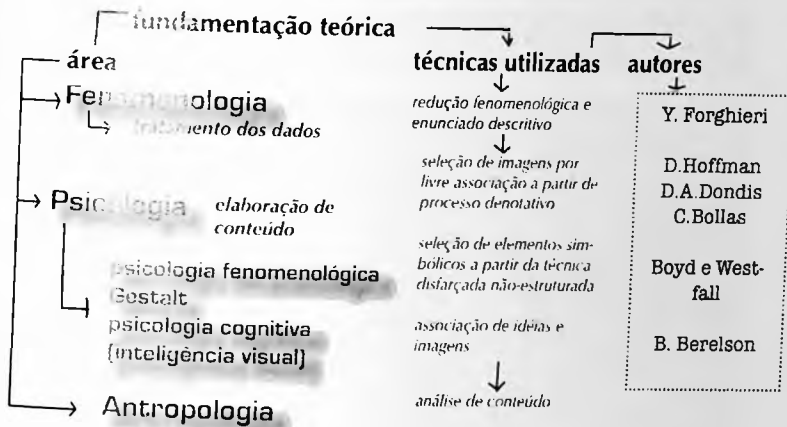 fundamentação teórica
área
Fenomenologia
tratamento dos dados
Psicologia
elaboração de
conteúdo
psicologia fenomenológica
Gestalt
psicologia cognitiva
(inteligência visual)
Antropologia
técnicas utilizadas
redução fenomenológica e
enunciado descritivo
seleção de imagens por
livre associação a partir de
processo denotativo
seleção de elementos sim-
bólicos a partir da técnica
disfarçada não-estruturada
associação de idéias e
imagens
análise de conteúdo
autores
Y. Forghieri
D.Hoffman
D.A.Dondis
C.Bollas
Boyd e West-
fall
B. Berelson